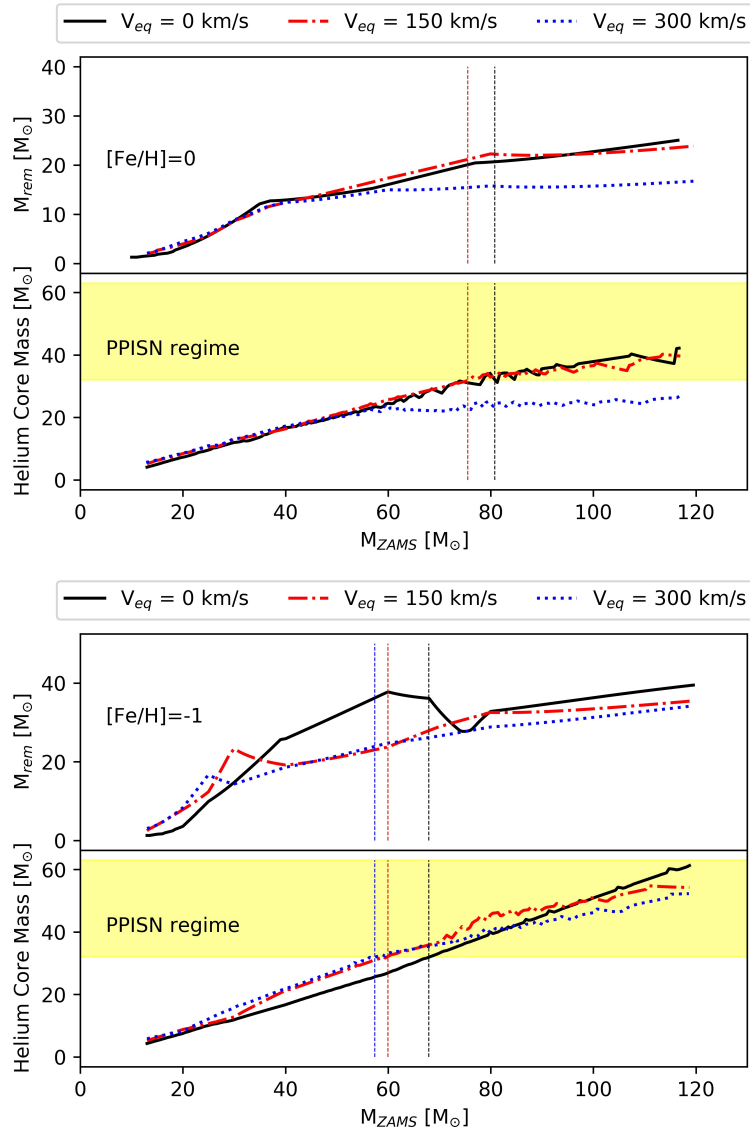 V_eq = 0 km/s V_eq = 150 km/s V_eq = 300 km/s
40
30
20
10
0
M_rem [M_⊙]
[Fe/H]=0
60
40
20
0
Helium Core Mass [M_⊙]
PPISN regime
0 20 40 60 80 100 120
M_ZAMS [M_⊙]
V_eq = 0 km/s V_eq = 150 km/s V_eq = 300 km/s
40
20
0
M_rem [M_⊙]
[Fe/H]=-1
60
40
20
0
Helium Core Mass [M_⊙]
PPISN regime
0 20 40 60 80 100 120
M_ZAMS [M_⊙]